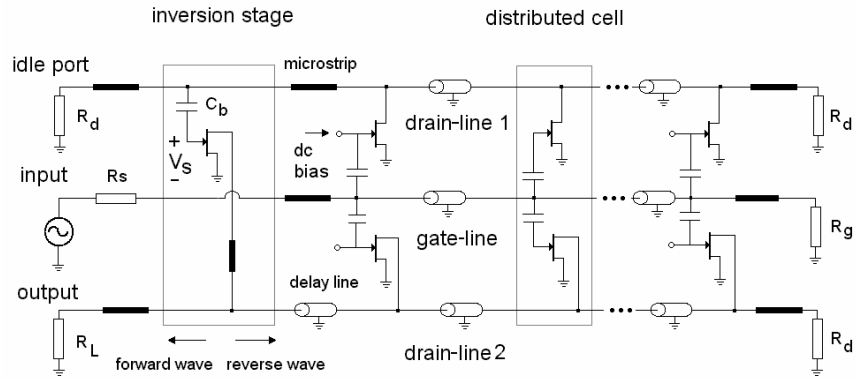 inversion stage
distributed cell
idle port
microstrip
R_d
C_b
drain-line 1
R_d
+
V_s
−
dc
bias
input
Rs
gate-line
R_g
output
delay line
R_L
forward wave
reverse wave
drain-line 2
R_d